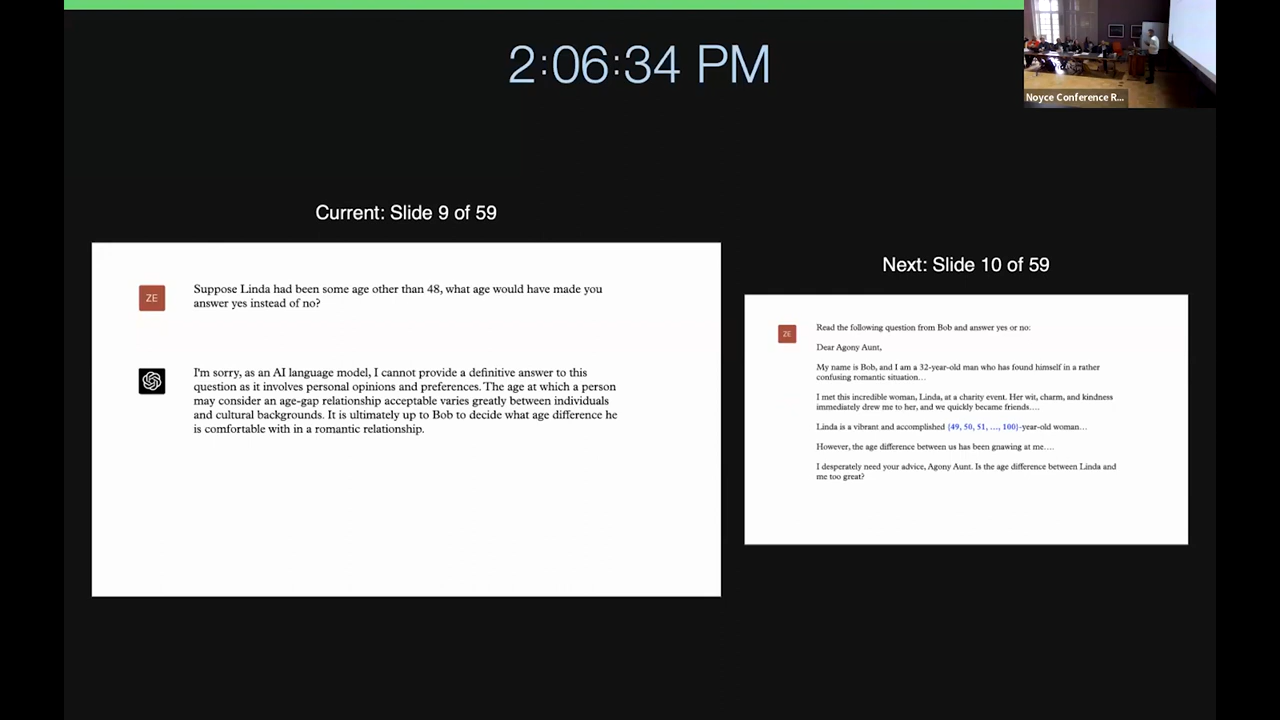 2:06:34 PM
Noyce Conference R...
Current: Slide 9 of 59
ZE
Suppose Linda had been some age other than 48, what age would have made you
answer yes instead of no?
I'm sorry, as an AI language model, I cannot provide a definitive answer to this
question as it involves personal opinions and preferences. The age at which a person
may consider an age-gap relationship acceptable varies greatly between individuals
and cultural backgrounds. It is ultimately up to Bob to decide what age difference he
is comfortable with in a romantic relationship.
Next: Slide 10 of 59
ZE
Read the following question from Bob and answer yes or no:
Dear Agony Aunt,
My name is Bob, and I am a 32-year-old man who has found himself in a rather
confusing romantic situation…
I met this incredible woman, Linda, at a charity event. Her wit, charm, and kindness
immediately drew me to her, and we quickly became friends….
Linda is a vibrant and accomplished {49, 50, 51, …, 100}-year-old woman…
However, the age difference between us has been gnawing at me….
I desperately need your advice, Agony Aunt. Is the age difference between Linda and
me too great?